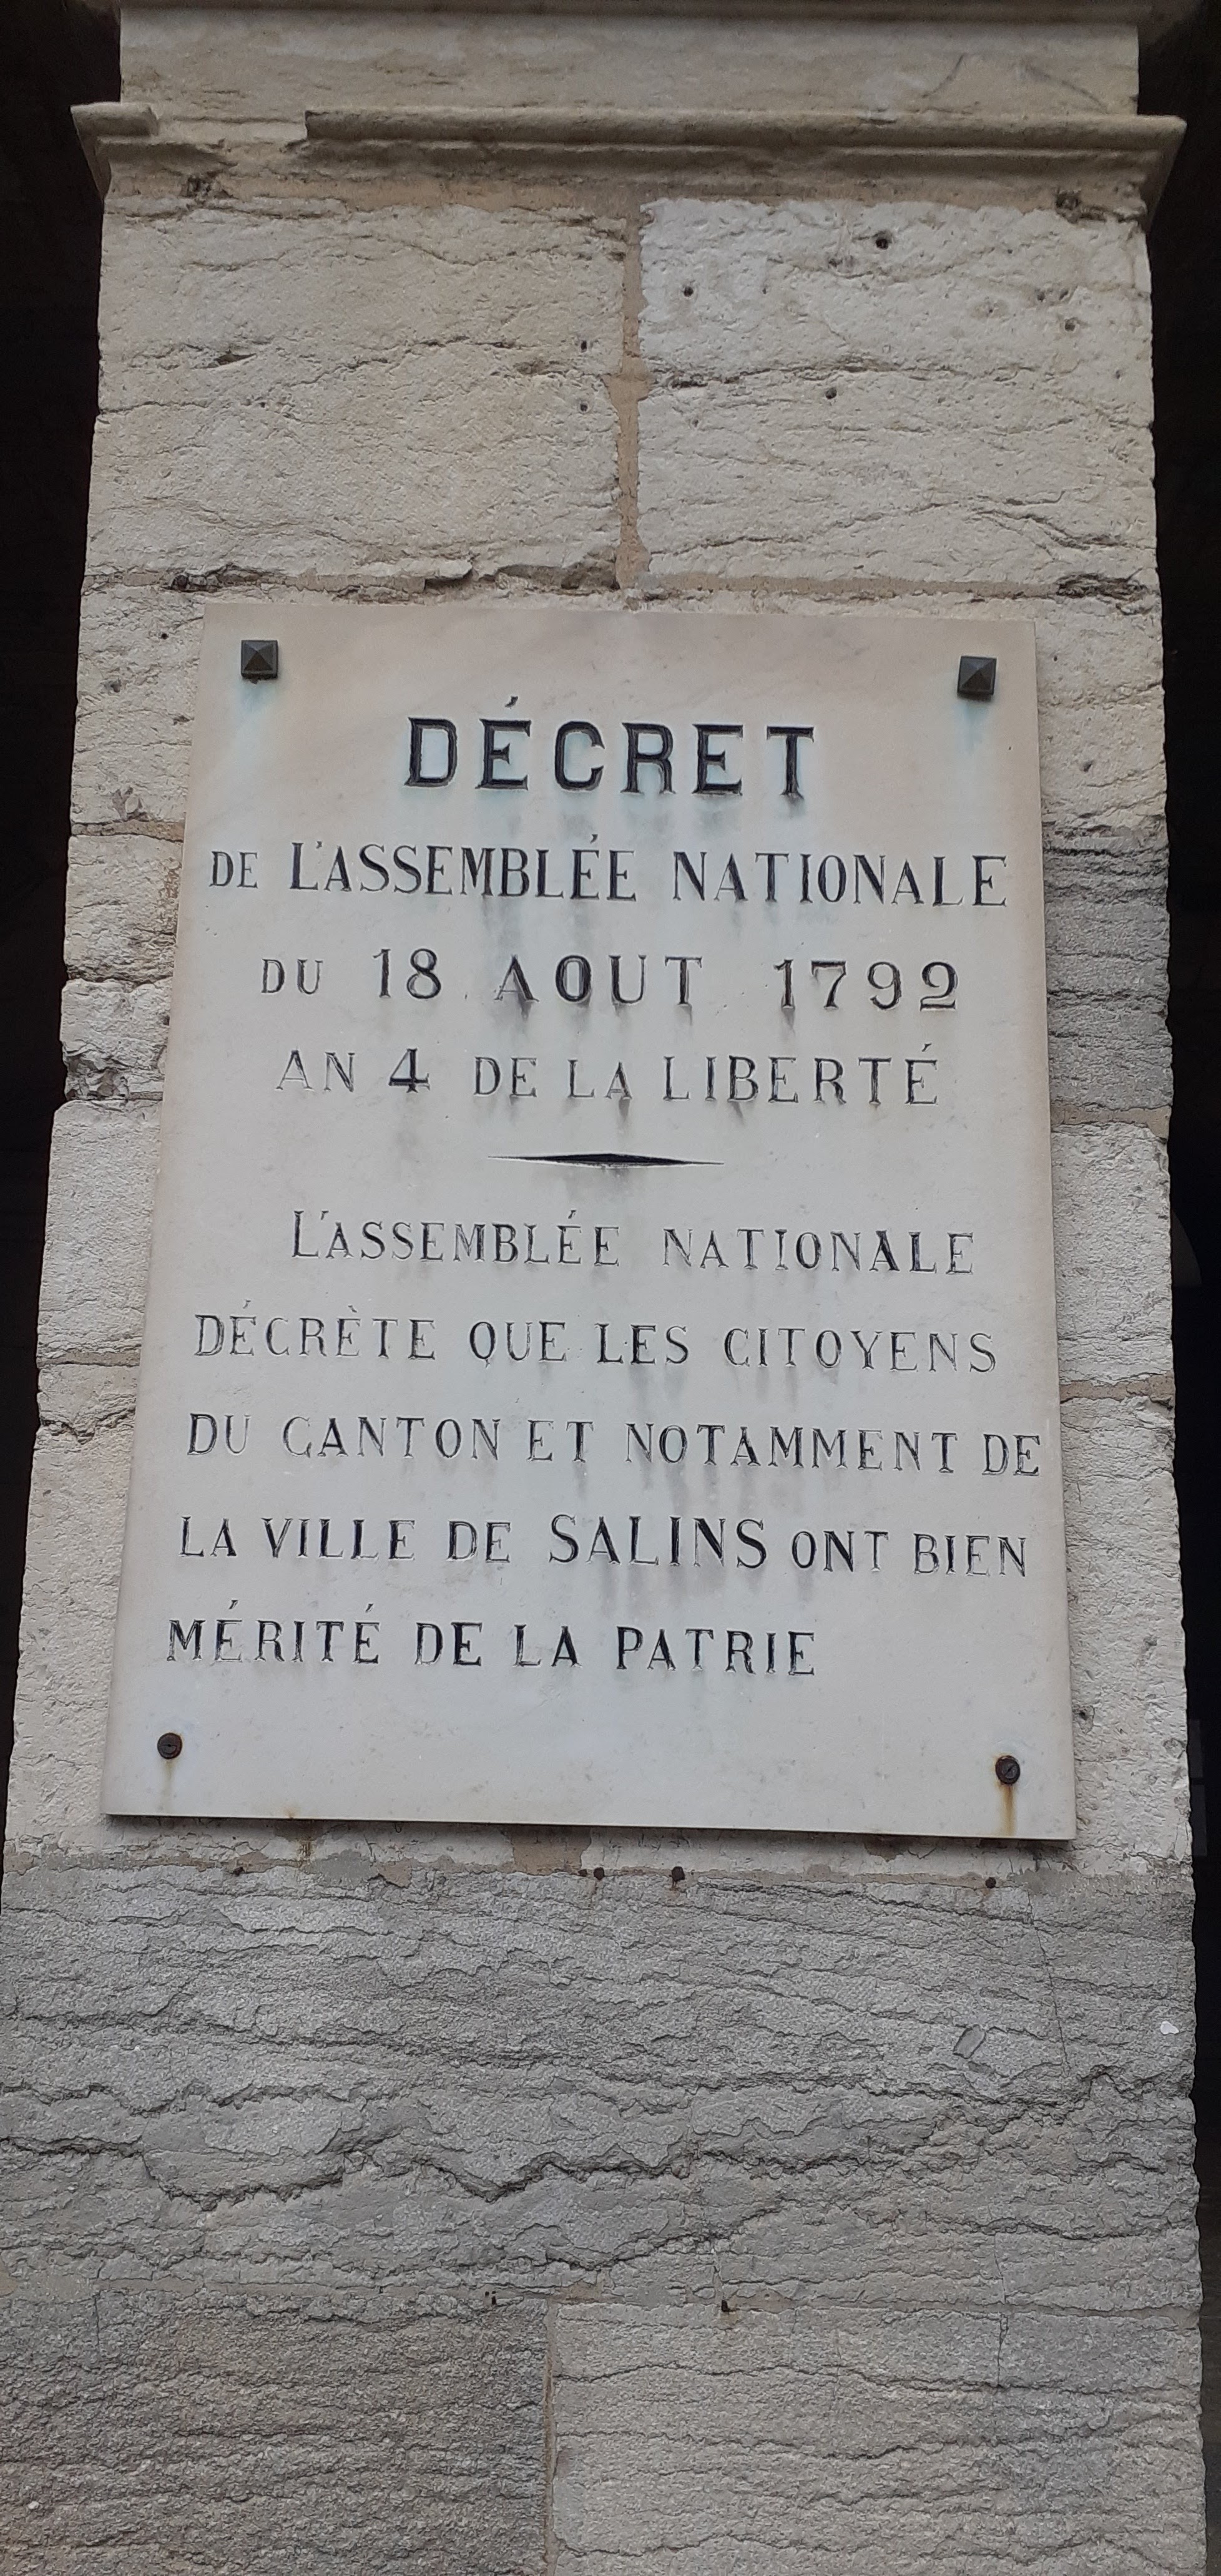 DÉCRET
DE L'ASSEMBLÉE NATIONALE
DU 18 AOUT 1792
AN 4 DE LA LIBERTÉ
L'ASSEMBLÉE NATIONALE
DÉCRÈTE QUE LES CITOYENS
DU CANTON ET NOTAMMENT DE
LA VILLE DE SALINS ONT BIEN
MÉRITÉ DE LA PATRIE